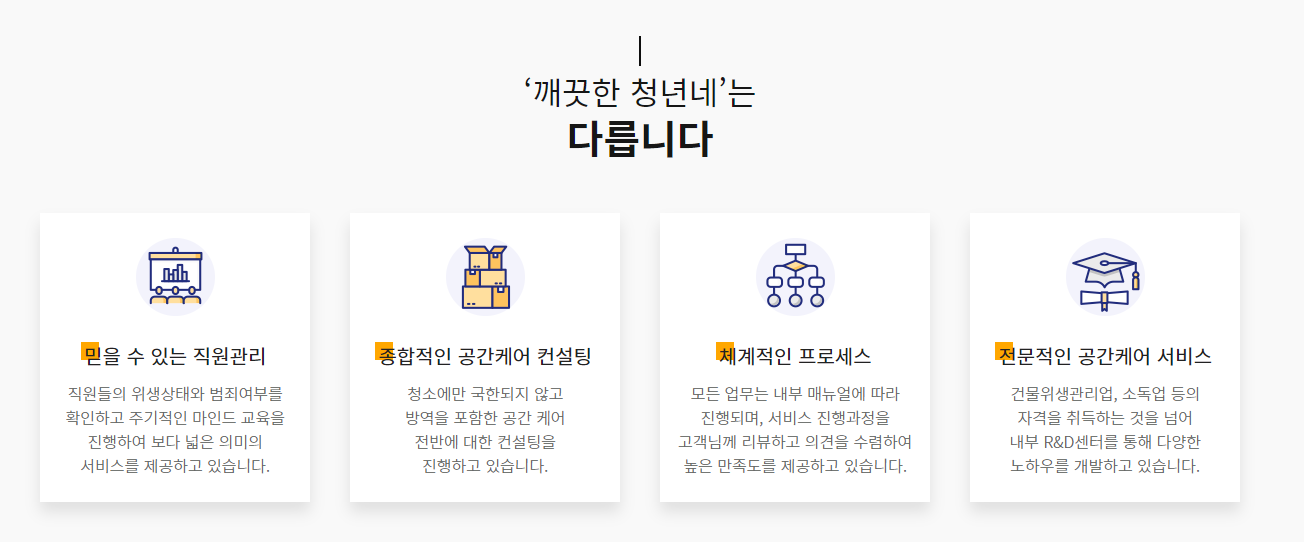 ‘깨끗한 청년네’는
다릅니다
믿을 수 있는 직원관리
직원들의 위생상태와 범죄여부를
확인하고 주기적인 마인드 교육을
진행하여 보다 넓은 의미의
서비스를 제공하고 있습니다.
종합적인 공간케어 컨설팅
청소에만 국한되지 않고
방역을 포함한 공간 케어
전반에 대한 컨설팅을
진행하고 있습니다.
체계적인 프로세스
모든 업무는 내부 매뉴얼에 따라
진행되며, 서비스 진행과정을
고객님께 리뷰하고 의견을 수렴하여
높은 만족도를 제공하고 있습니다.
전문적인 공간케어 서비스
건물위생관리업, 소독업 등의
자격을 취득하는 것을 넘어
내부 R&D센터를 통해 다양한
노하우를 개발하고 있습니다.